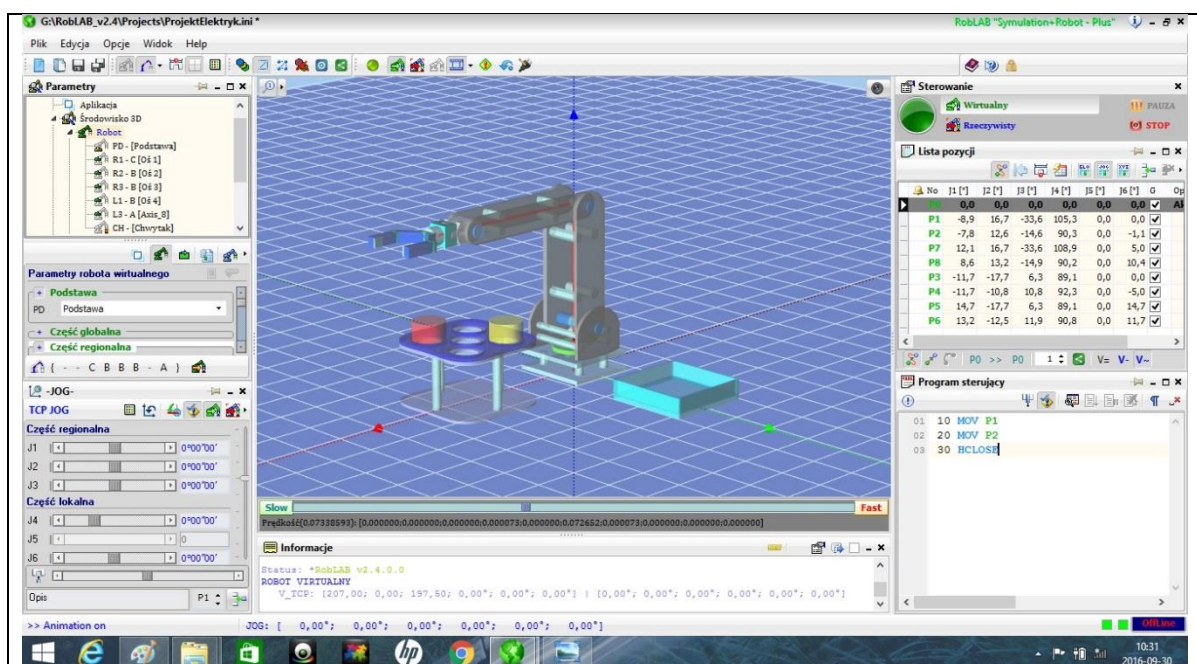 G:\RobLAB_v2.4\Projects\ProjektElektryk.ini *
RobLAB "Symulation+Robot - Plus"
Plik Edycja Opcje Widok Help
Parametry
Aplikacja
Środowisko 3D
Robot
PD - [Podstawa]
R1 - C [Oś 1]
R2 - B [Oś 2]
R3 - B [Oś 3]
L1 - B [Oś 4]
L3 - A [Axis_8]
CH - [Chwytak]
Parametry robota wirtualnego
Podstawa
PD Podstawa
Część globalna
Część regionalna
{ - - C B B B - A }
-JOG-
TCP JOG
Część regionalna
J1 0°00'00'
J2 0°00'00'
J3 0°00'00'
Część lokalna
J4 0°00'00'
J5 0
J6 0°00'00'
Opis P1
Slow Fast
Prędkość(0.07338593): [0.000000;0.000000;0.000000;0.000073;0.000000;0.072652;0.000073;0.000000;0.000000;0.000000]
Informacje
Status: *RobLAB v2.4.0.0
ROBOT VIRTUALNY
V_TCP: [207,00; 0,00; 197,50; 0,00°; 0,00°; 0,00°] | [0,00°; 0,00°; 0,00°; 0,00°; 0,00°; 0,00°]
Sterowanie
Wirtualny PAUZA
Rzeczywisty STOP
Lista pozycji
No J1 [°] J2 [°] J3 [°] J4 [°] J5 [°] J6 [°] G Op
P0 0,0 0,0 0,0 0,0 0,0 0,0
P1 -8,9 16,7 -33,6 105,3 0,0 0,0
P2 -7,8 12,6 -14,6 90,3 0,0 -1,1
P7 12,1 16,7 -33,6 108,9 0,0 5,0
P8 8,6 13,2 -14,9 90,2 0,0 10,4
P3 -11,7 -17,7 6,3 89,1 0,0 0,0
P4 -11,7 -10,8 10,8 92,3 0,0 -5,0
P5 14,7 -17,7 6,3 89,1 0,0 14,7
P6 13,2 -12,5 11,9 90,8 0,0 11,7
P0 >> P0 1 V= V- V~
Program sterujący
01 10 MOV P1
02 20 MOV P2
03 30 HCLOSE
>> Animation on JOG: [ 0,00°; 0,00°; 0,00°; 0,00°; 0,00°; 0,00°] OffLine
hp
10:31
2016-09-30